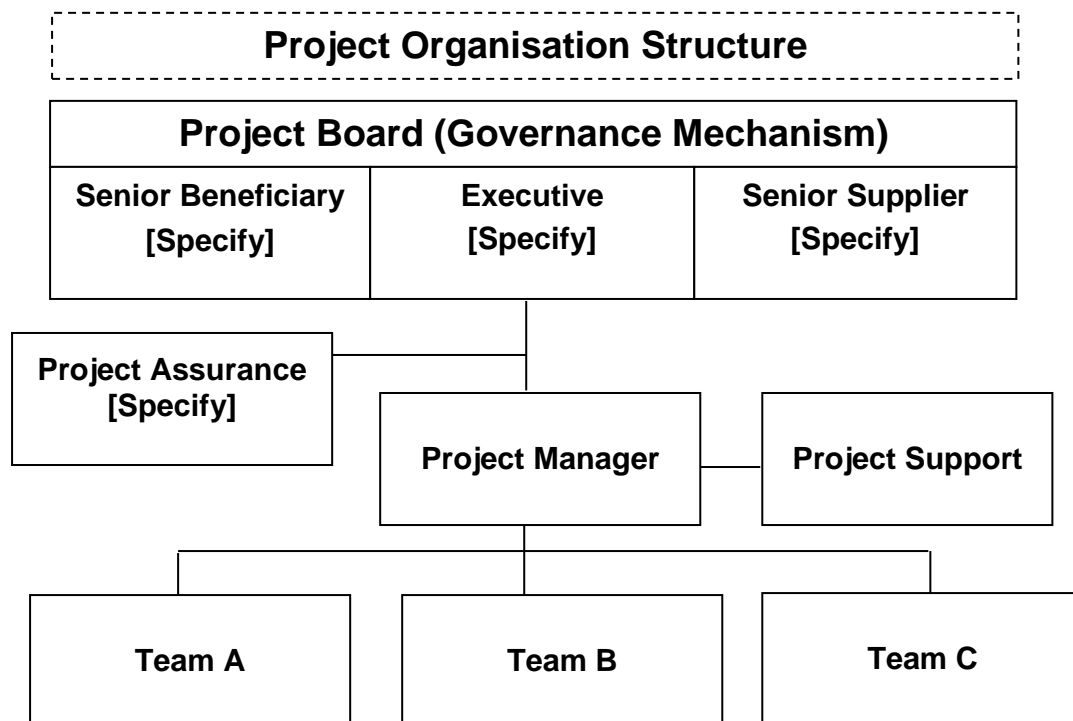 Project Organisation Structure
Project Board (Governance Mechanism)
Senior Beneficiary
[Specify]
Executive
[Specify]
Senior Supplier
[Specify]
Project Assurance
[Specify]
Project Manager
Project Support
Team A
Team B
Team C